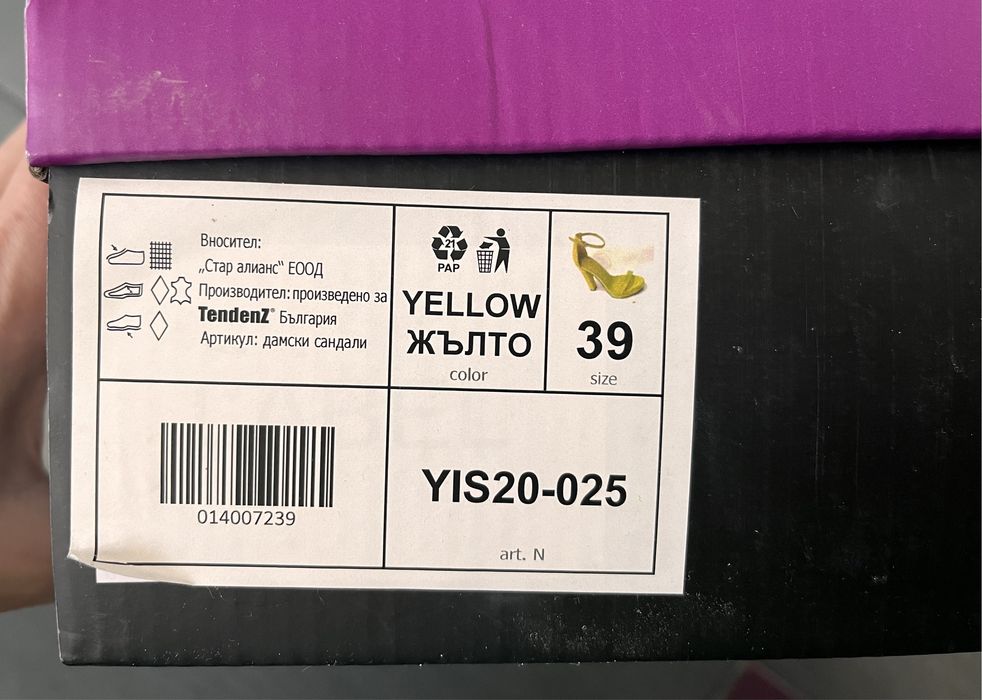 Вносител:
„Стар алианс“ ЕООД
Производител: произведено за
TendenZ® България
Артикул: дамски сандали
21
PAP
YELLOW
ЖЪЛТО
color
39
size
014007239
YIS20-025
art. N